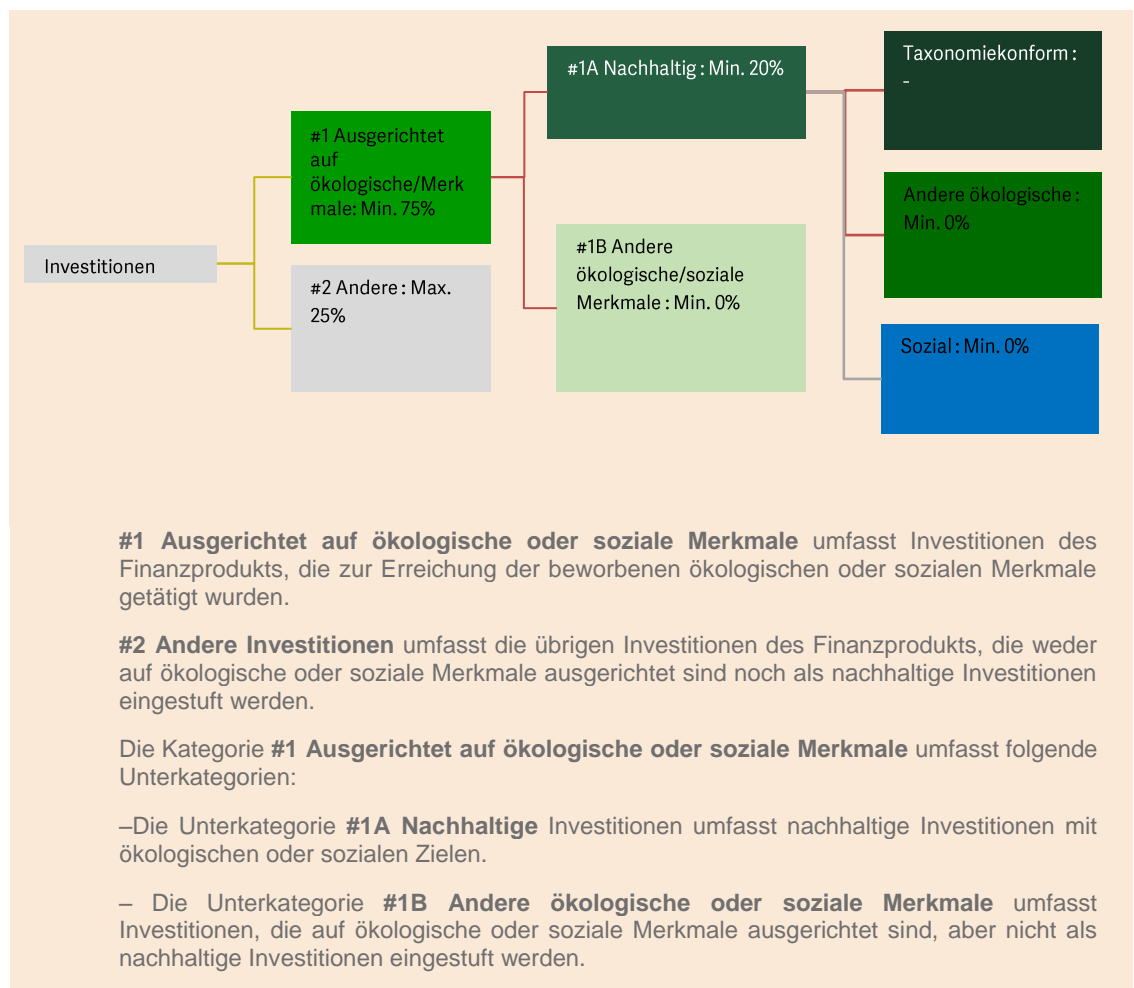 Investitionen
#1 Ausgerichtet
auf
ökologische/Merk
male: Min. 75%
#2 Andere : Max.
25%
#1A Nachhaltig : Min. 20%
#1B Andere
ökologische/soziale
Merkmale : Min. 0%
Taxonomiekonform :
-
Andere ökologische :
Min. 0%
Sozial : Min. 0%
#1 Ausgerichtet auf ökologische oder soziale Merkmale umfasst Investitionen des
Finanzprodukts, die zur Erreichung der beworbenen ökologischen oder sozialen Merkmale
getätigt wurden.
#2 Andere Investitionen umfasst die übrigen Investitionen des Finanzprodukts, die weder
auf ökologische oder soziale Merkmale ausgerichtet sind noch als nachhaltige Investitionen
eingestuft werden.
Die Kategorie #1 Ausgerichtet auf ökologische oder soziale Merkmale umfasst folgende
Unterkategorien:
–Die Unterkategorie #1A Nachhaltige Investitionen umfasst nachhaltige Investitionen mit
ökologischen oder sozialen Zielen.
– Die Unterkategorie #1B Andere ökologische oder soziale Merkmale umfasst
Investitionen, die auf ökologische oder soziale Merkmale ausgerichtet sind, aber nicht als
nachhaltige Investitionen eingestuft werden.